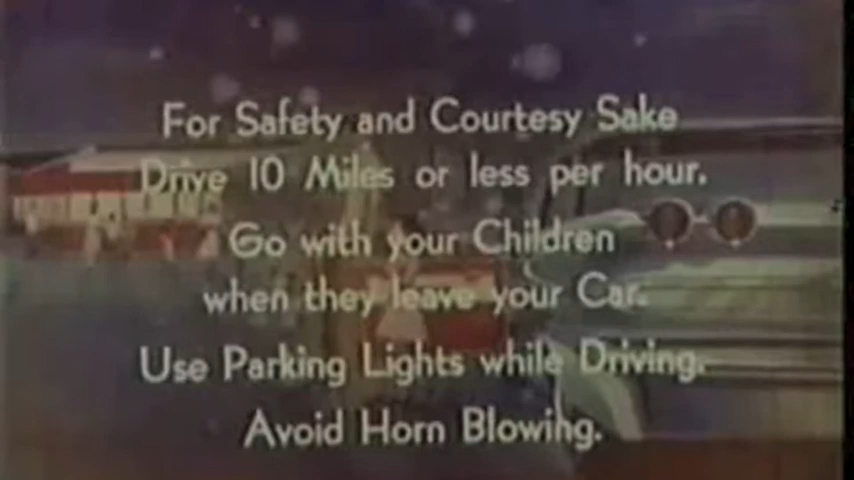 For Safety and Courtesy Sake
Drive 10 Miles or less per hour.
Go with your Children
when they leave your Car.
Use Parking Lights while Driving.
Avoid Horn Blowing.